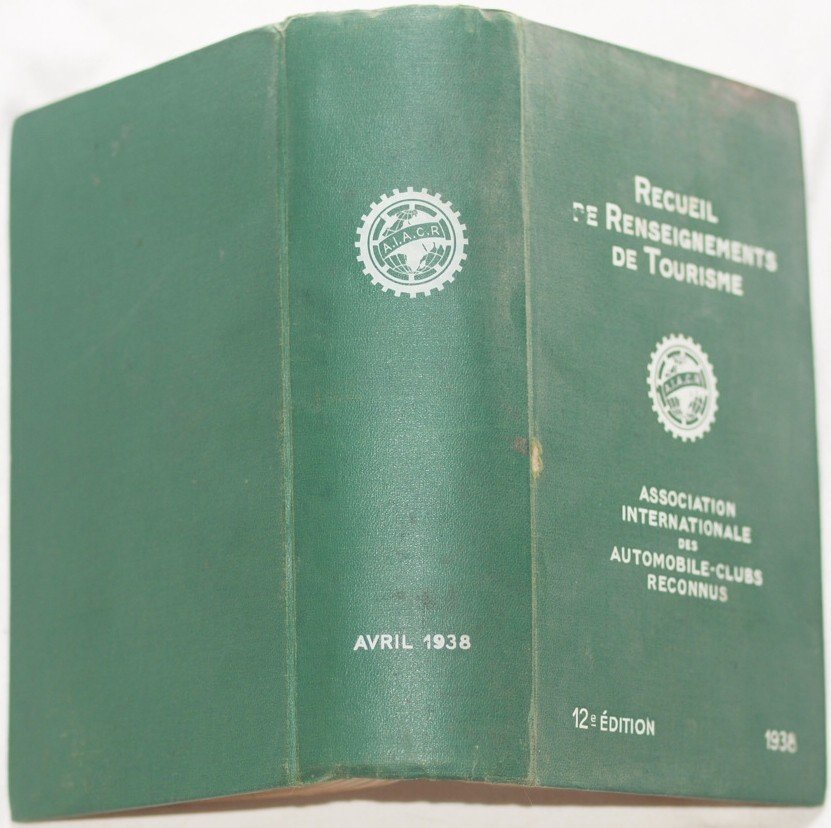 A.I.A.C.R
AVRIL 1938
RECUEIL
DE RENSEIGNEMENTS
DE TOURISME
A.I.A.C.R
ASSOCIATION
INTERNATIONALE
DES
AUTOMOBILE-CLUBS
RECONNUS
12e ÉDITION
1938